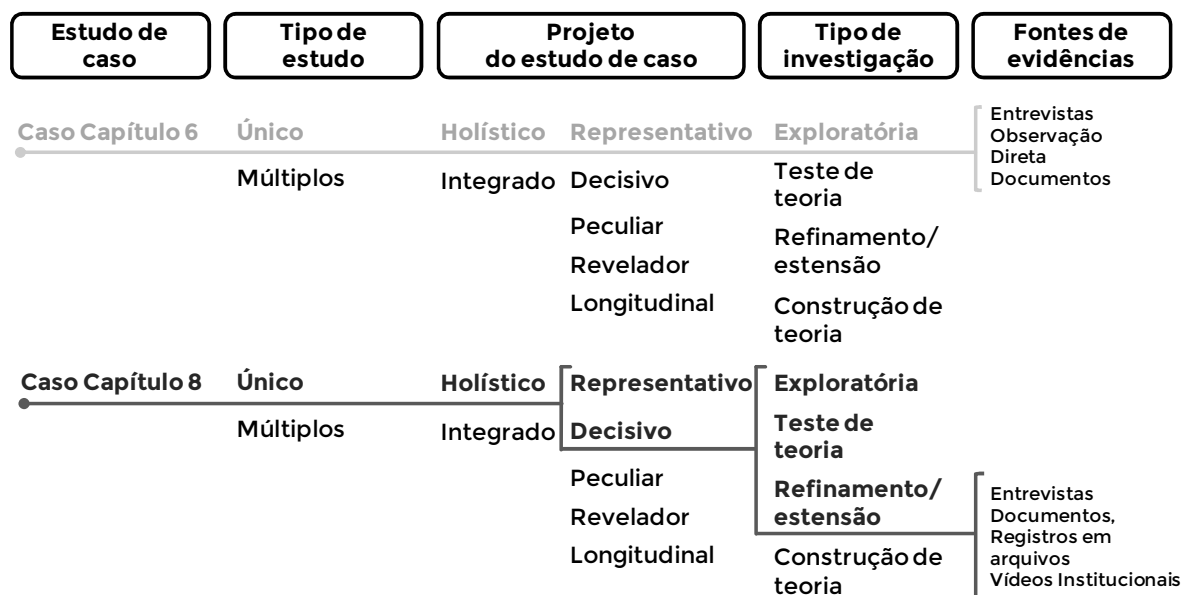 Estudo de
caso
Tipo de
estudo
Projeto
do estudo de caso
Tipo de
investigação
Fontes de
evidências
Caso Capítulo 6
Único
Múltiplos
Holístico
Integrado
Representativo
Decisivo
Peculiar
Revelador
Longitudinal
Exploratória
Teste de
teoria
Refinamento/
estensão
Construção de
teoria
Entrevistas
Observação
Direta
Documentos
Caso Capítulo 8
Único
Múltiplos
Holístico
Integrado
Representativo
Decisivo
Peculiar
Revelador
Longitudinal
Exploratória
Teste de
teoria
Refinamento/
estensão
Construção de
teoria
Entrevistas
Documentos,
Registros em
arquivos
Vídeos Institucionais